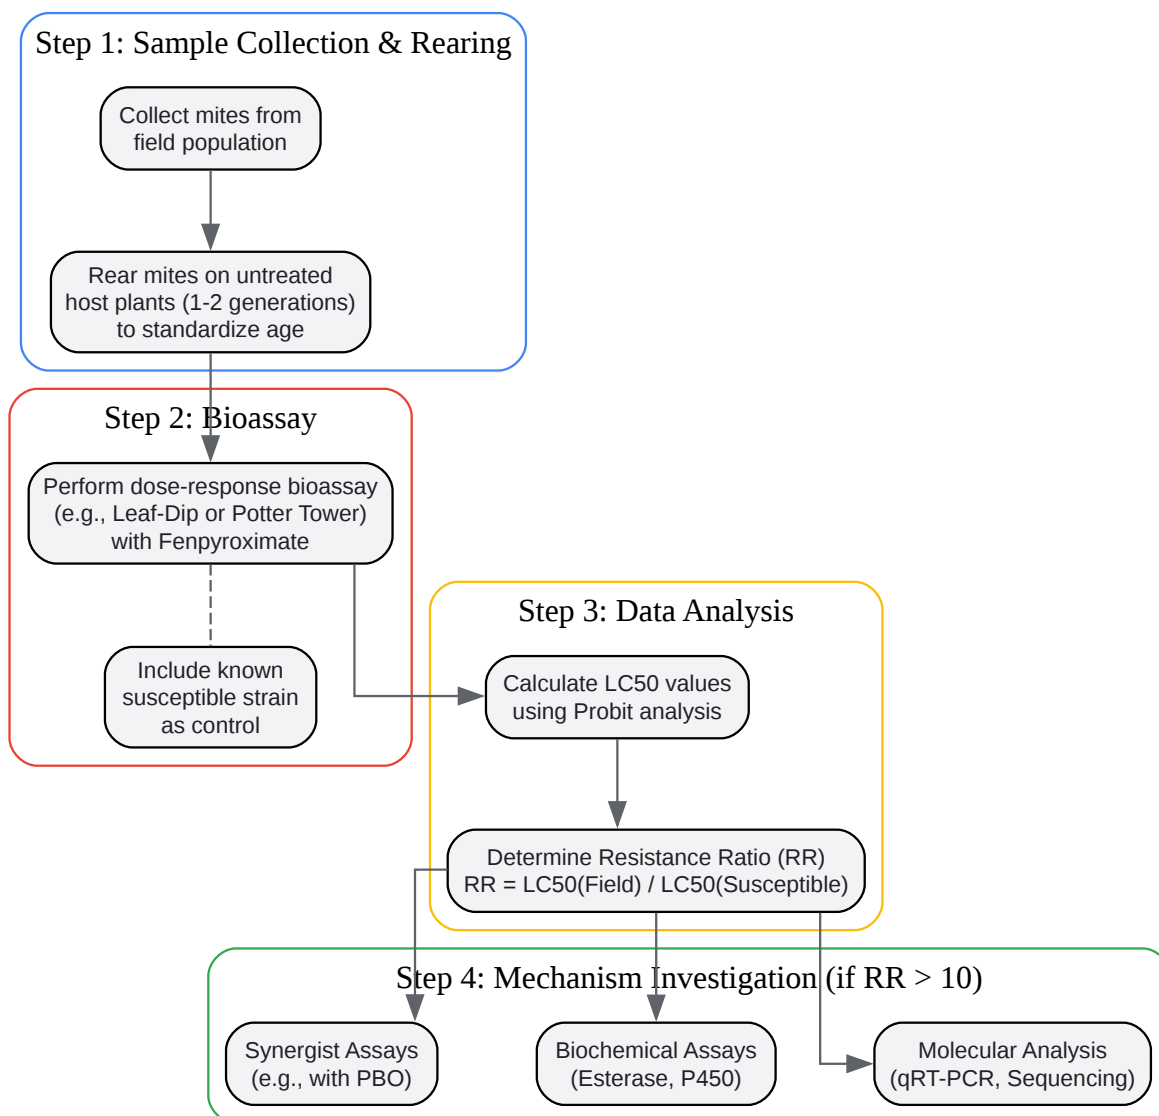 Step 1: Sample Collection & Rearing
Collect mites from
field population
Rear mites on untreated
host plants (1-2 generations)
to standardize age
Step 2: Bioassay
Perform dose-response bioassay
(e.g., Leaf-Dip or Potter Tower)
with Fenpyroximate
Include known
susceptible strain
as control
Step 3: Data Analysis
Calculate LC50 values
using Probit analysis
Determine Resistance Ratio (RR)
RR = LC50(Field) / LC50(Susceptible)
Step 4: Mechanism Investigation (if RR > 10)
Synergist Assays
(e.g., with PBO)
Biochemical Assays
(Esterase, P450)
Molecular Analysis
(qRT-PCR, Sequencing)